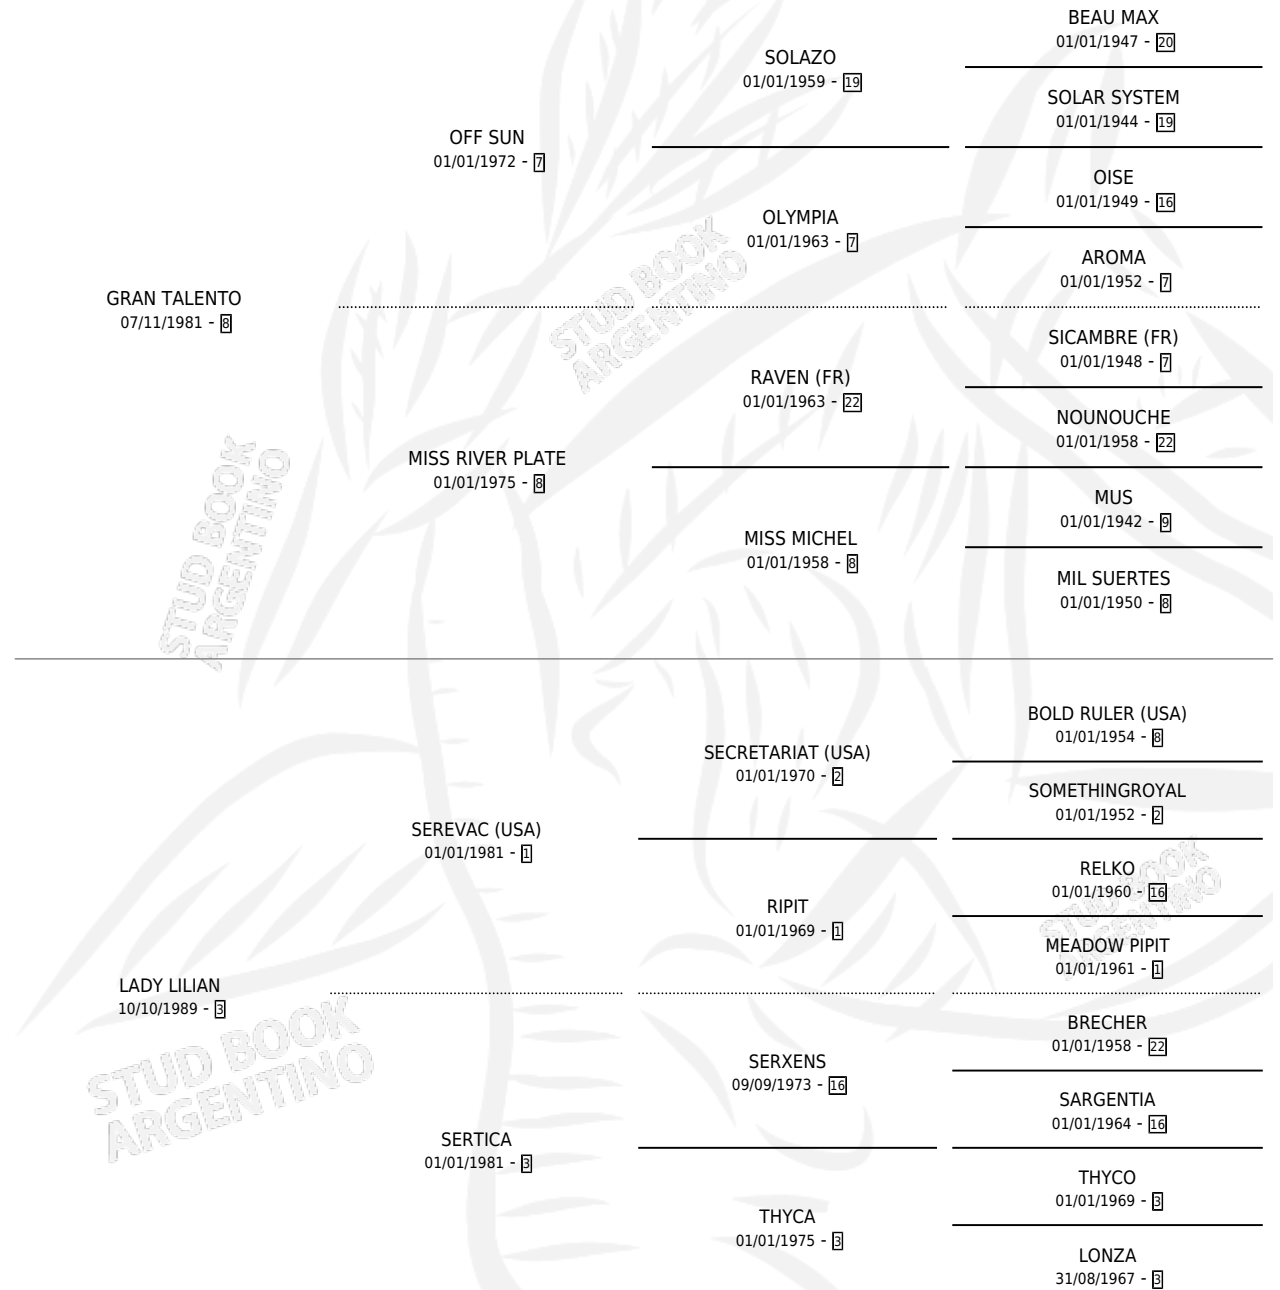 BEAU MAX
01/01/1947 - 20
SOLAZO
01/01/1959 - 19
SOLAR SYSTEM
01/01/1944 - 19
OFF SUN
01/01/1972 - 7
OISE
01/01/1949 - 16
OLYMPIA
01/01/1963 - 7
AROMA
01/01/1952 - 7
GRAN TALENTO
07/11/1981 - 8
SICAMBRE (FR)
01/01/1948 - 7
RAVEN (FR)
01/01/1963 - 22
NOUNOUCHE
01/01/1958 - 22
MISS RIVER PLATE
01/01/1975 - 8
MUS
01/01/1942 - 9
MISS MICHEL
01/01/1958 - 8
MIL SUERTES
01/01/1950 - 8
STUD BOOK
ARGENTINO
STUD BOOK
ARGENTINO
BOLD RULER (USA)
01/01/1954 - 8
SECRETARIAT (USA)
01/01/1970 - 2
SOMETHINGROYAL
01/01/1952 - 2
SEREVAC (USA)
01/01/1981 - 1
RELKO
01/01/1960 - 16
RIPIT
01/01/1969 - 1
MEADOW PIPIT
01/01/1961 - 1
LADY LILIAN
10/10/1989 - 3
BRECHER
01/01/1958 - 22
SERXENS
09/09/1973 - 16
SARGENTIA
01/01/1964 - 16
SERTICA
01/01/1981 - 3
THYCO
01/01/1969 - 3
THYCA
01/01/1975 - 3
LONZA
31/08/1967 - 3
STUD BOOK
ARGENTINO
STUD BOOK
ARGENTINO